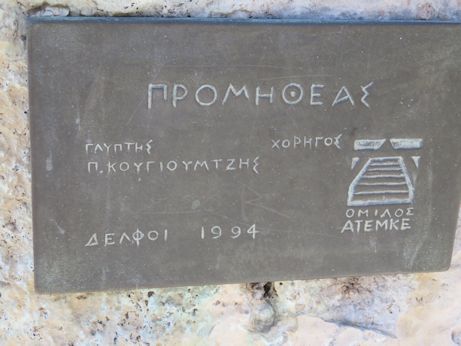 ΠΡΟΜΗΘΕΑΣ
ΓΛΥΠΤΗΣ
Π. ΚΟΥΓΙΟΥΜΤΖΗΣ
ΧΟΡΗΓΟΣ
ΟΜΙΛΟΣ
ΑΤΕΜΚΕ
ΔΕΛΦΟΙ 1994